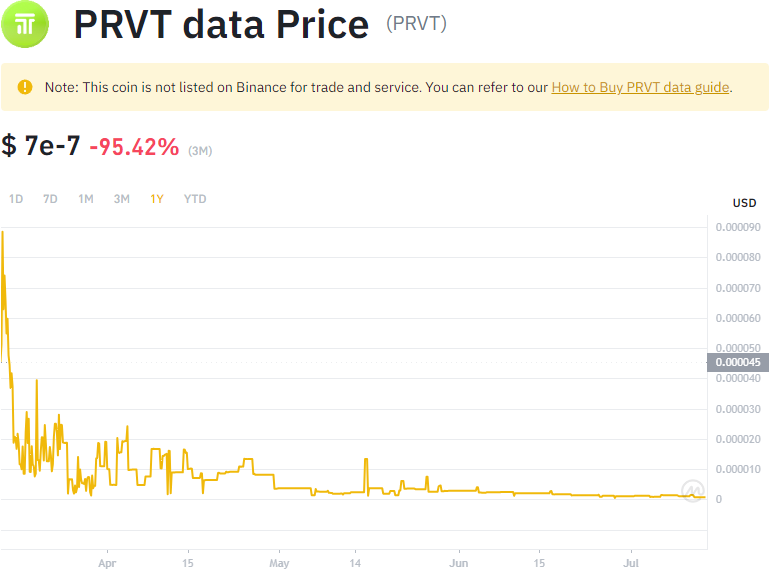 PRVT data Price (PRVT)
Note: This coin is not listed on Binance for trade and service. You can refer to our How to Buy PRVT data guide.
$ 7e-7 -95.42% (3M)
1D 7D 1M 3M 1Y YTD
USD
0.000090
0.000080
0.000070
0.000060
0.000050
0.000045
0.000040
0.000030
0.000020
0.000010
0
Apr 15 May 14 Jun 15 Jul